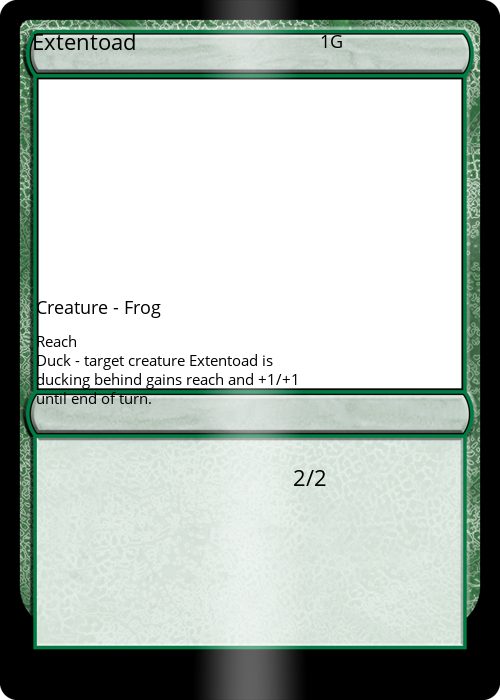 Extentoad 1G
Creature - Frog
Reach
Duck - target creature Extentoad is
ducking behind gains reach and +1/+1
until end of turn.
2/2